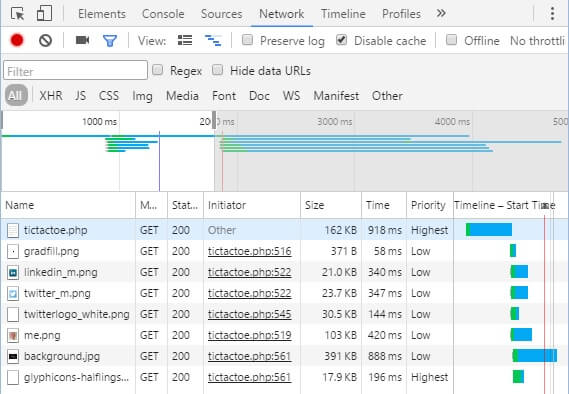 Elements Console Sources Network Timeline Profiles »
View: Preserve log Disable cache Offline No throttli
Filter Regex Hide data URLs
All XHR JS CSS Img Media Font Doc WS Manifest Other
1000 ms 200 3000 ms 4000 ms 500
Name M... Stat... Initiator Size Time Priority Timeline – Start Time
tictactoe.php GET 200 Other 162 KB 918 ms Highest
gradfill.png GET 200 tictactoe.php:516 371 B 58 ms Low
linkedin_m.png GET 200 tictactoe.php:522 21.0 KB 340 ms Low
twitter_m.png GET 200 tictactoe.php:522 23.7 KB 347 ms Low
twitterlogo_white.png GET 200 tictactoe.php:545 30.5 KB 144 ms Low
me.png GET 200 tictactoe.php:519 103 KB 420 ms Low
background.jpg GET 200 tictactoe.php:561 391 KB 888 ms Low
glyphicons-halflings... GET 200 tictactoe.php:561 17.9 KB 196 ms Highest